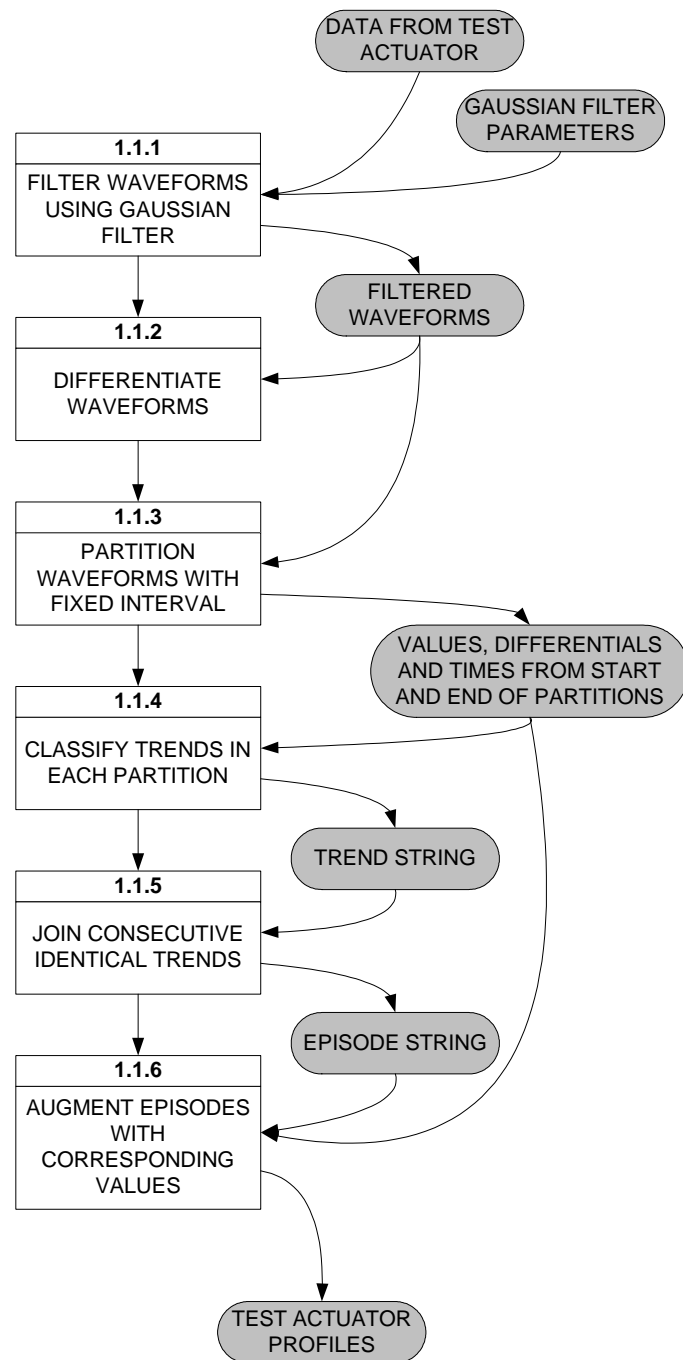 DATA FROM TEST
ACTUATOR
GAUSSIAN FILTER
PARAMETERS
1.1.1
FILTER WAVEFORMS
USING GAUSSIAN
FILTER
FILTERED
WAVEFORMS
1.1.2
DIFFERENTIATE
WAVEFORMS
1.1.3
PARTITION
WAVEFORMS WITH
FIXED INTERVAL
VALUES, DIFFERENTIALS
AND TIMES FROM START
AND END OF PARTITIONS
1.1.4
CLASSIFY TRENDS IN
EACH PARTITION
TREND STRING
1.1.5
JOIN CONSECUTIVE
IDENTICAL TRENDS
EPISODE STRING
1.1.6
AUGMENT EPISODES
WITH
CORRESPONDING
VALUES
TEST ACTUATOR
PROFILES